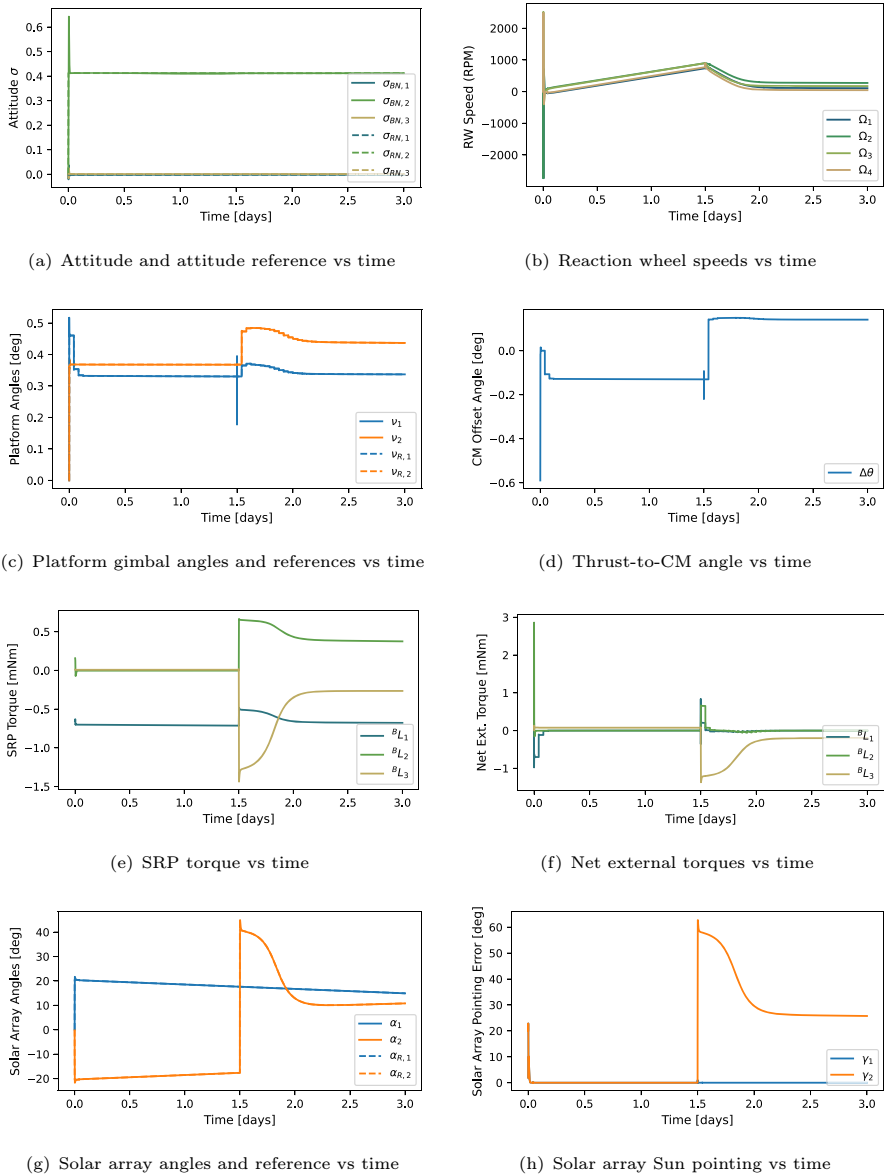 Attitude σ
0.6
0.5
0.4
0.3
0.2
0.1
0.0
σBN,1
σBN,2
σBN,3
σRN,1
σRN,2
σRN,3
0.0 0.5 1.0 1.5 2.0 2.5 3.0
Time [days]
(a) Attitude and attitude reference vs time
RW Speed (RPM)
2000
1000
0
−1000
−2000
Ω1
Ω2
Ω3
Ω4
0.0 0.5 1.0 1.5 2.0 2.5 3.0
Time [days]
(b) Reaction wheel speeds vs time
Platform Angles [deg]
0.5
0.4
0.3
0.2
0.1
0.0
ν1
ν2
νR,1
νR,2
0.0 0.5 1.0 1.5 2.0 2.5 3.0
Time [days]
(c) Platform gimbal angles and references vs time
CM Offset Angle [deg]
0.0
−0.2
−0.4
−0.6
Δθ
0.0 0.5 1.0 1.5 2.0 2.5 3.0
Time [days]
(d) Thrust-to-CM angle vs time
SRP Torque [mNm]
0.5
0.0
−0.5
−1.0
−1.5
ᴮL1
ᴮL2
ᴮL3
0.0 0.5 1.0 1.5 2.0 2.5 3.0
Time [days]
(e) SRP torque vs time
Net Ext. Torque [mNm]
3
2
1
0
−1
ᴮL1
ᴮL2
ᴮL3
0.0 0.5 1.0 1.5 2.0 2.5 3.0
Time [days]
(f) Net external torques vs time
Solar Array Angles [deg]
40
30
20
10
0
−10
−20
α1
α2
αR,1
αR,2
0.0 0.5 1.0 1.5 2.0 2.5 3.0
Time [days]
(g) Solar array angles and reference vs time
Solar Array Pointing Error [deg]
60
50
40
30
20
10
0
γ1
γ2
0.0 0.5 1.0 1.5 2.0 2.5 3.0
Time [days]
(h) Solar array Sun pointing vs time